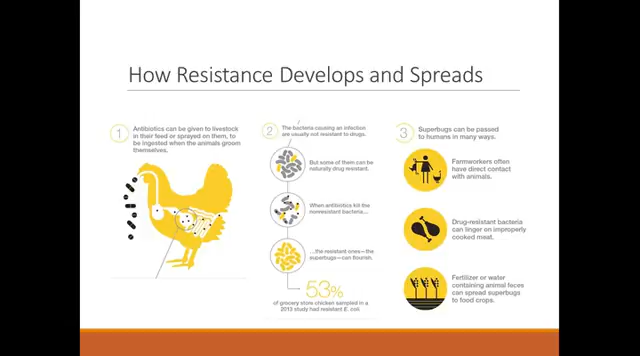 How Resistance Develops and Spreads
1
Antibiotics can be given to livestock
in their feed or sprayed on them, to
be ingested when the animals groom
themselves.
2
The bacteria causing an infection
are usually not resistant to drugs.
But some of them can be
naturally drug resistant.
When antibiotics kill the
nonresistant bacteria…
…the resistant ones—the
superbugs—can flourish.
53%
of grocery store chicken sampled in a
2013 study had resistant E. coli.
3
Superbugs can be passed
to humans in many ways.
Farmworkers often
have direct contact
with animals.
Drug-resistant bacteria
can linger on improperly
cooked meat.
Fertilizer or water
containing animal feces
can spread superbugs
to food crops.